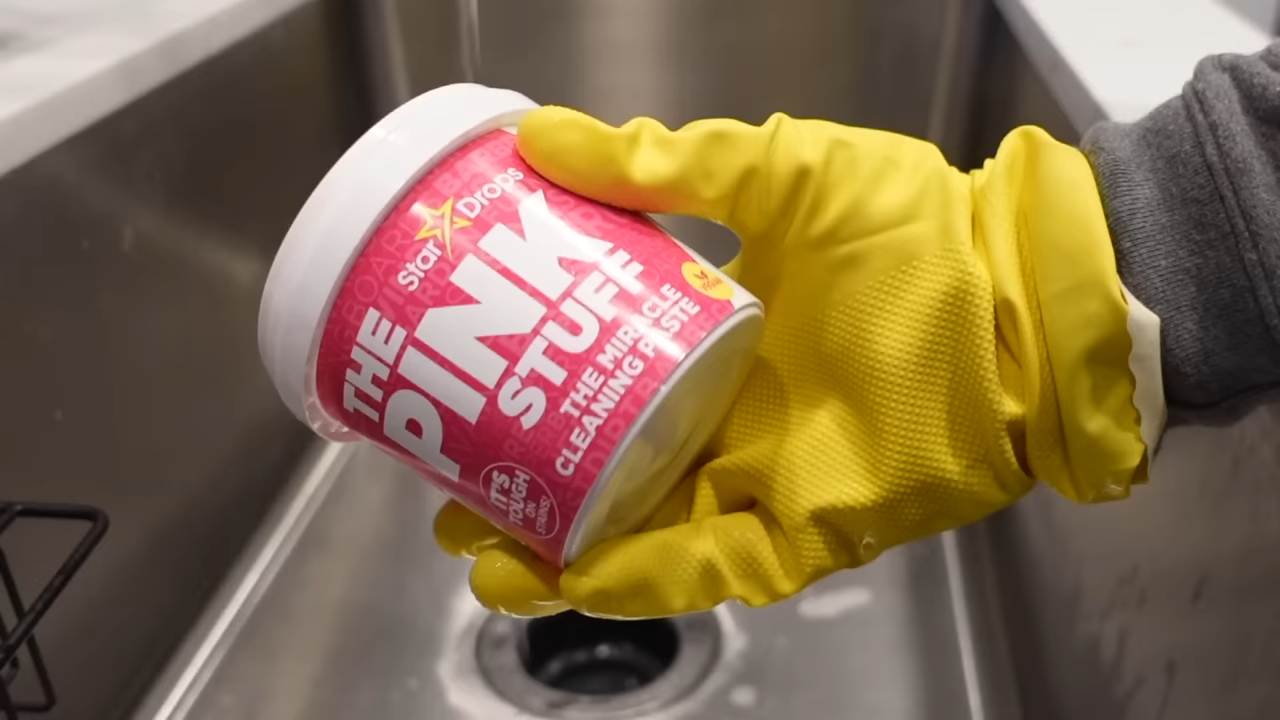 Star Drops
THE
PINK
STUFF
THE MIRACLE
CLEANING PASTE
IT'S
TOUGH
ON
STAINS!